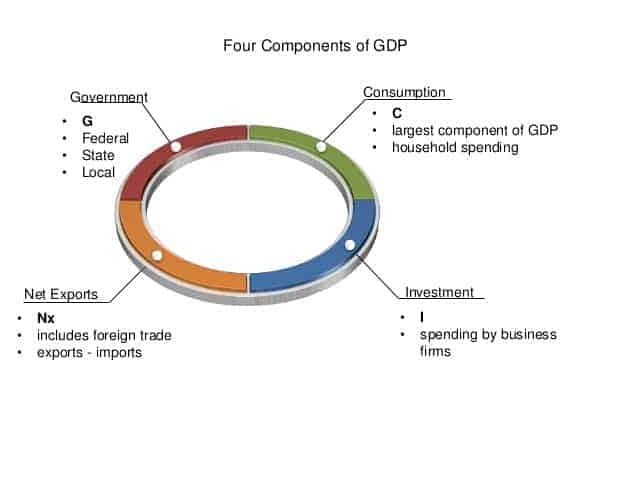 Four Components of GDP
Government
• G
• Federal
• State
• Local
Consumption
• C
• largest component of GDP
• household spending
Net Exports
• Nx
• includes foreign trade
• exports - imports
Investment
• I
• spending by business
firms